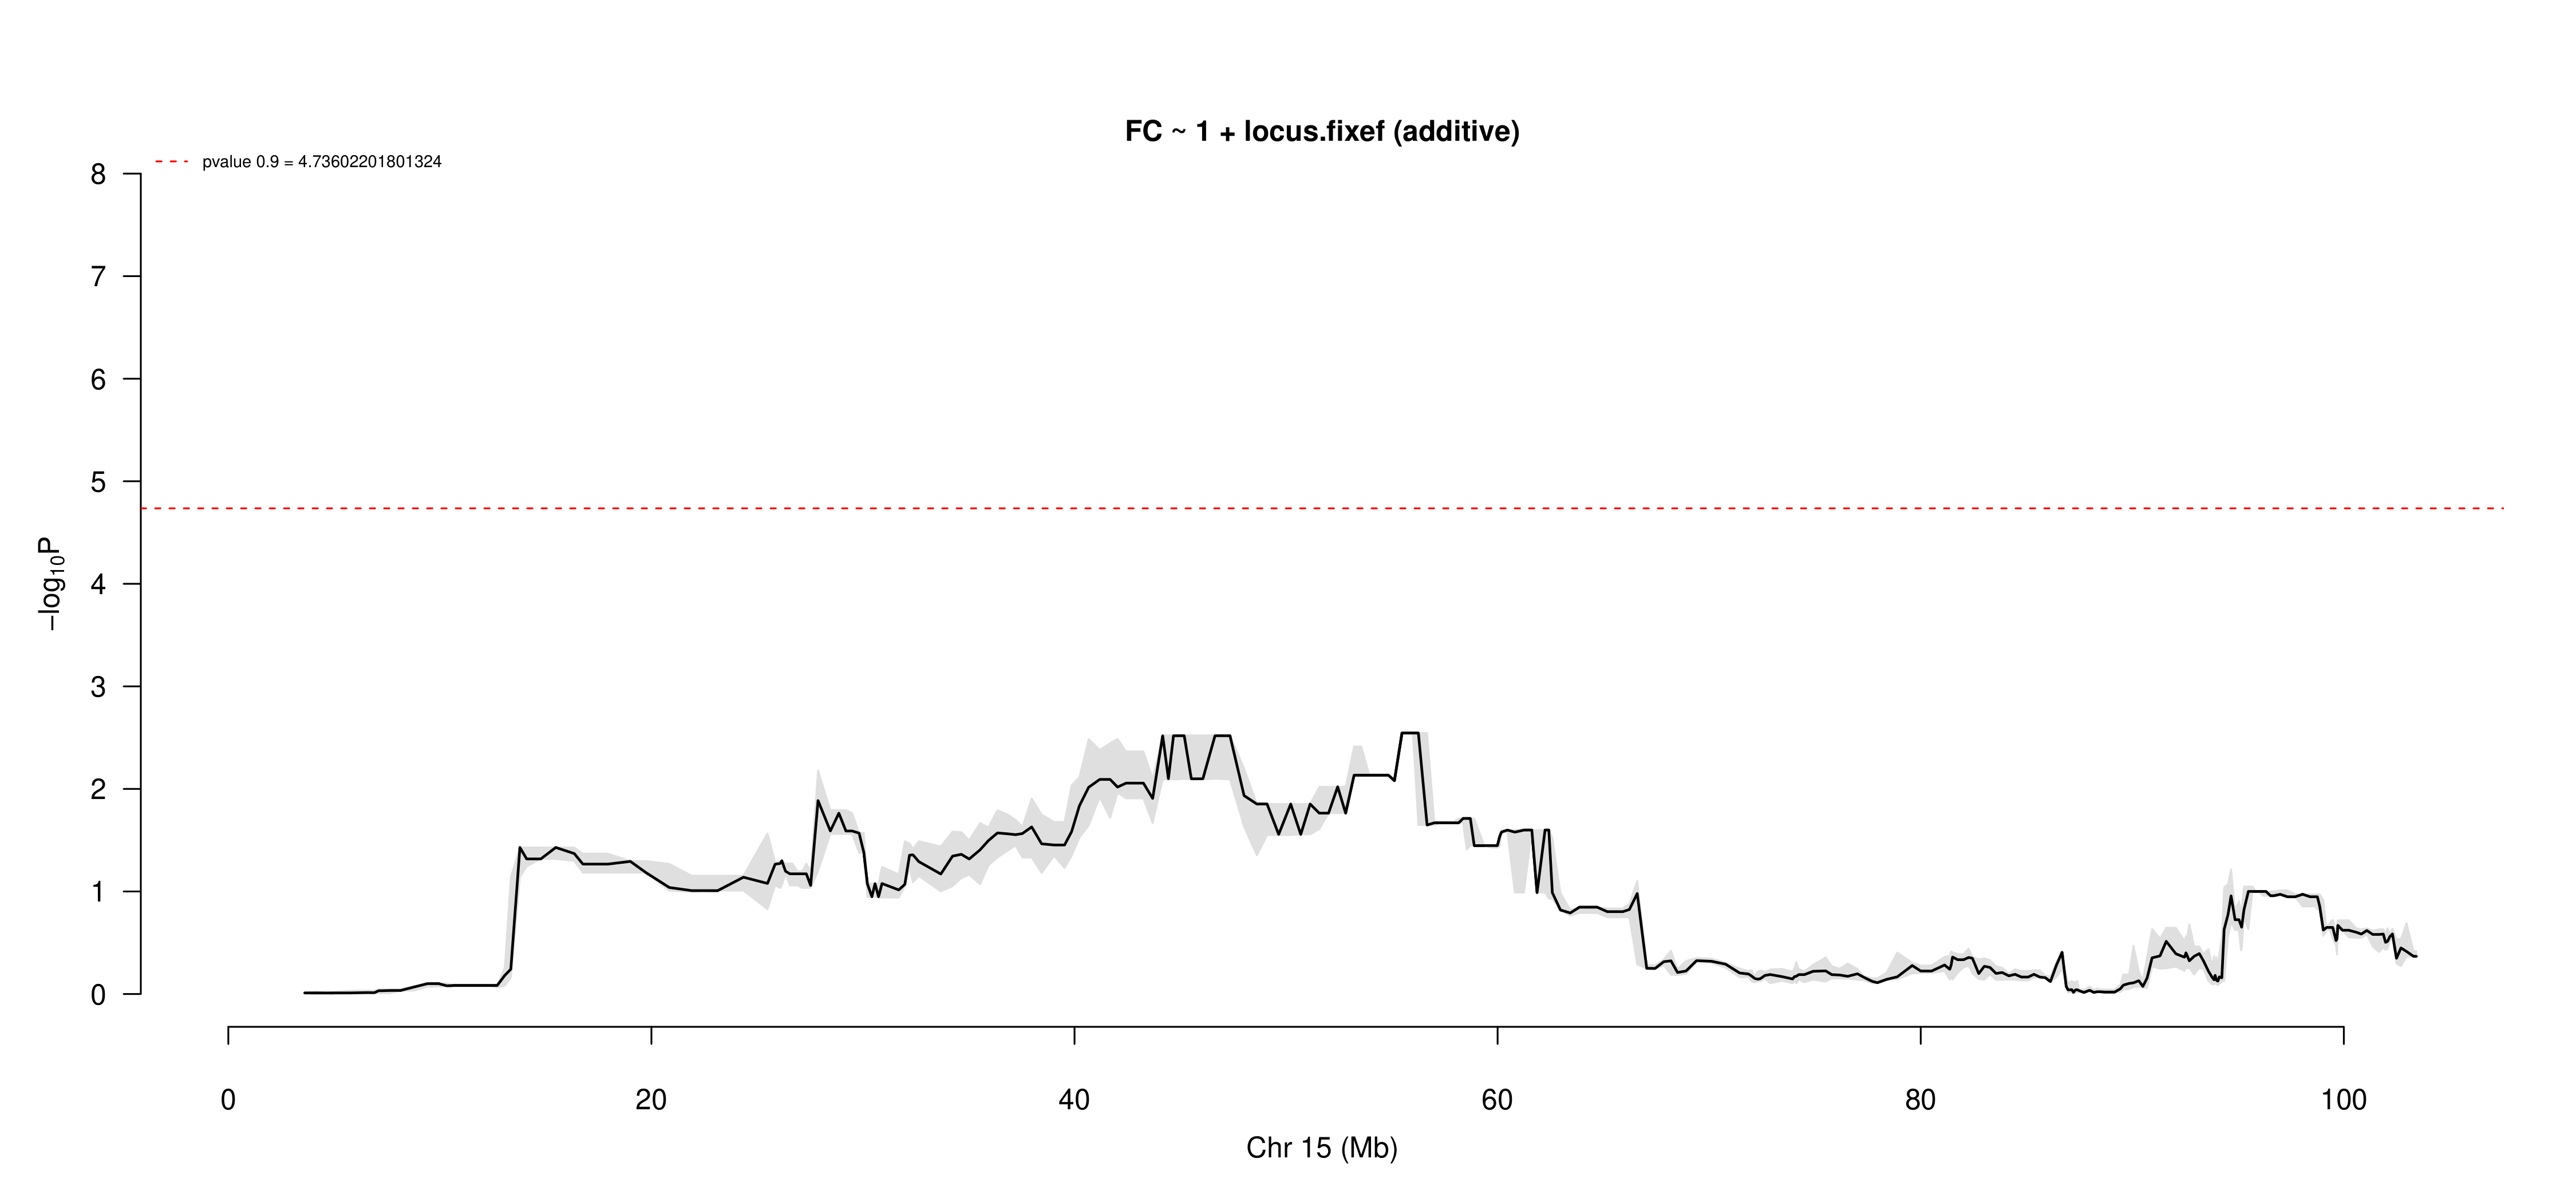 FC ~ 1 + locus.fixef (additive)
pvalue 0.9 = 4.73602201801324
8
7
6
5
4
3
2
1
0
−log10P
0 20 40 60 80 100
Chr 15 (Mb)